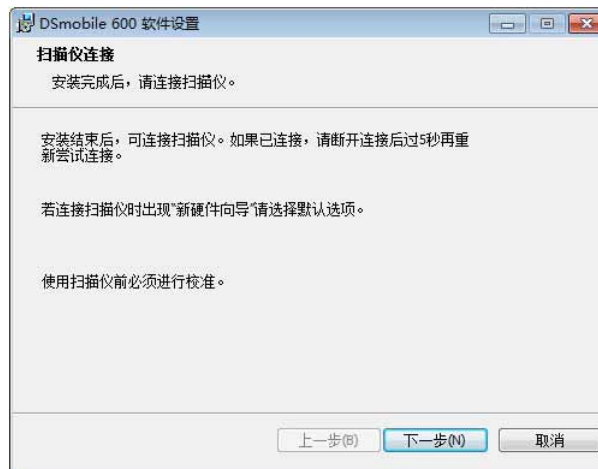 DSmobile 600 软件设置
扫描仪连接
安装完成后，请连接扫描仪。
安装结束后，可连接扫描仪。如果已连接，请断开连接后过5秒再重
新尝试连接。
若连接扫描仪时出现"新硬件向导"请选择默认选项。
使用扫描仪前必须进行校准。
上一步(B)
下一步(N)
取消